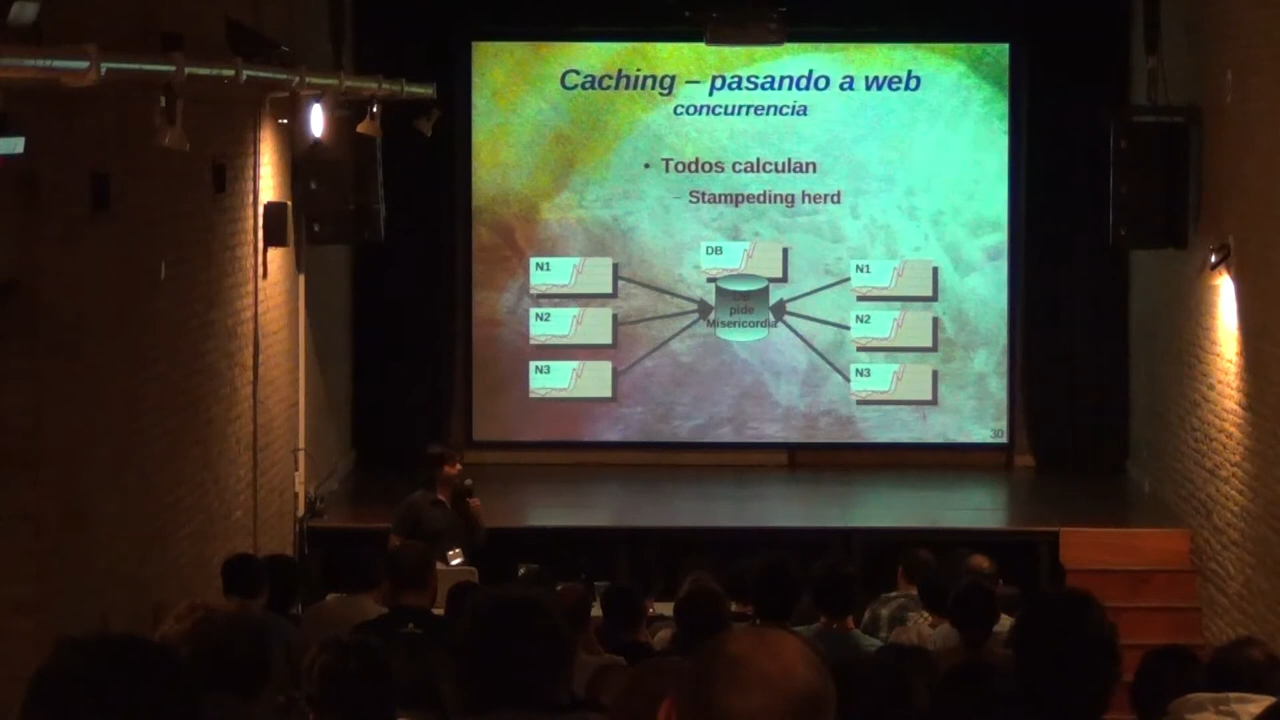 Caching – pasando a web
concurrencia
• Todos calculan
– Stampeding herd
DB
N1
N1
N2
N2
N3
N3
pide
Misericordia
30